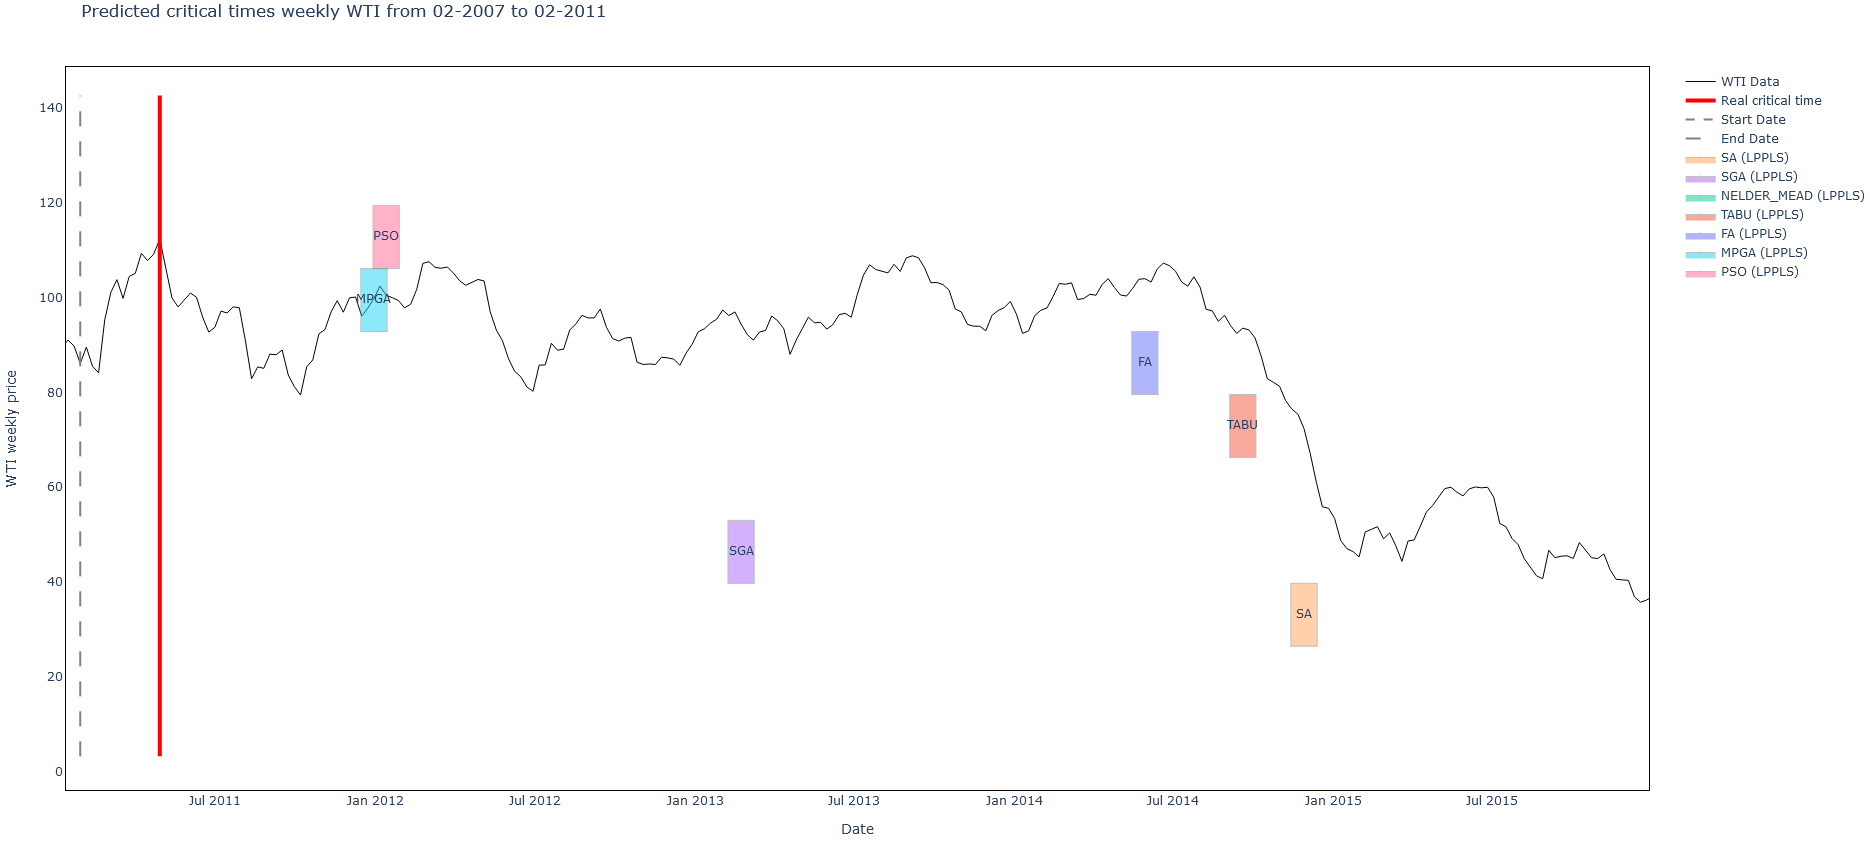 Predicted critical times weekly WTI from 02-2007 to 02-2011
WTI weekly price
140
120
100
80
60
40
20
0
PSO
MPGA
FA
TABU
SGA
SA
Jul 2011
Jan 2012
Jul 2012
Jan 2013
Jul 2013
Jan 2014
Jul 2014
Jan 2015
Jul 2015
Date
WTI Data
Real critical time
Start Date
End Date
SA (LPPLS)
SGA (LPPLS)
NELDER_MEAD (LPPLS)
TABU (LPPLS)
FA (LPPLS)
MPGA (LPPLS)
PSO (LPPLS)